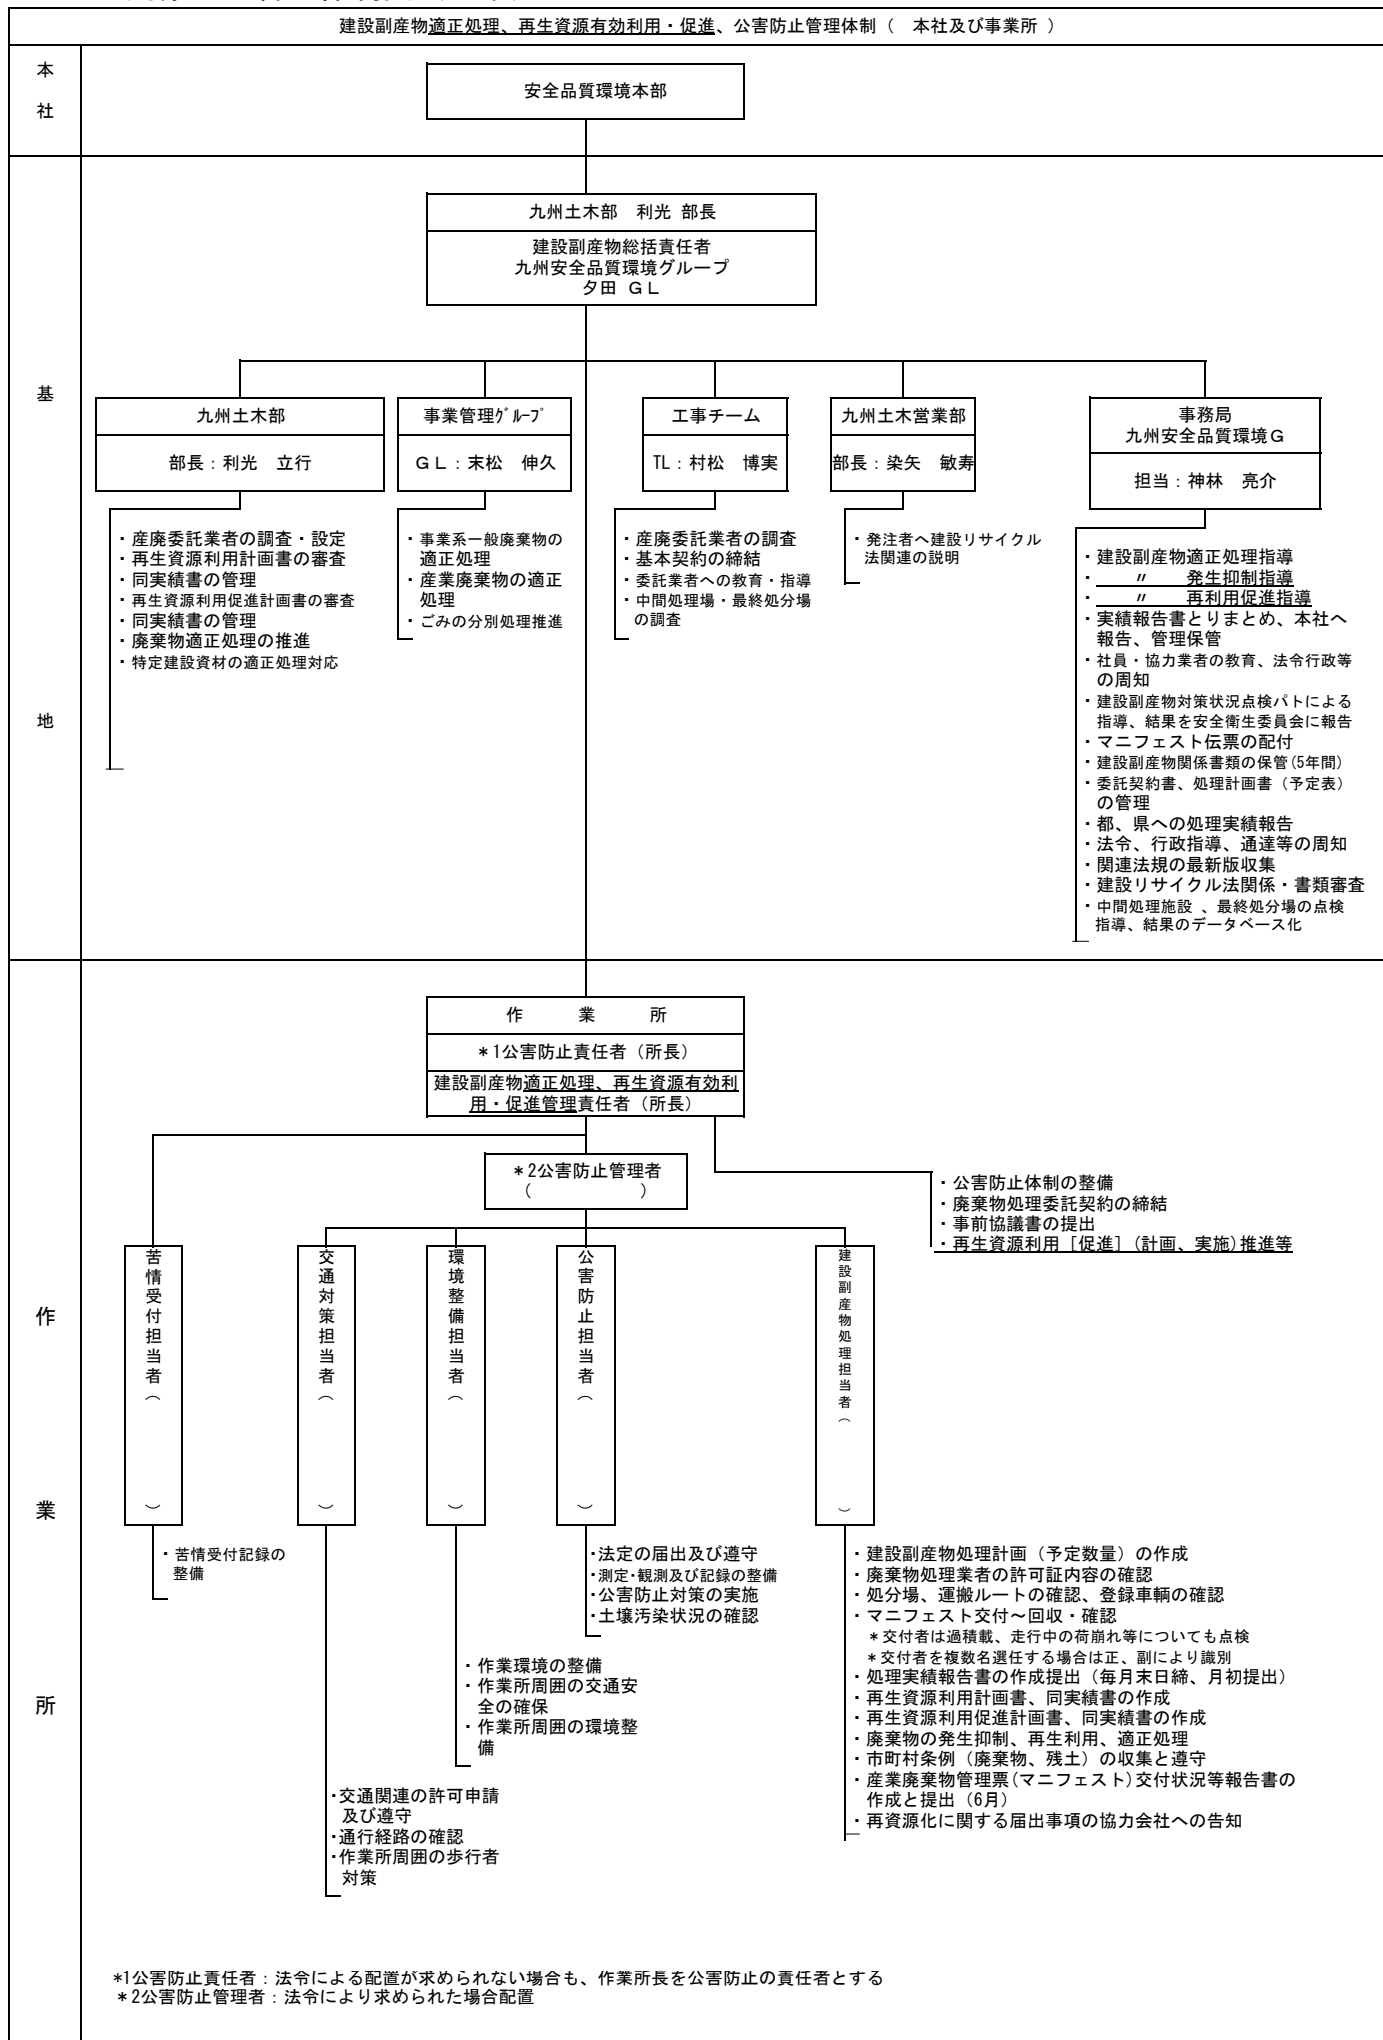 建設副産物適正処理、再生資源有効利用・促進、公害防止管理体制（　本社及び事業所　）
本
社
安全品質環境本部
基
地
九州土木部　利光 部長
建設副産物総括責任者
九州安全品質環境グループ
夕田 ＧＬ
九州土木部
部長：利光　立行
・産廃委託業者の調査・設定
・再生資源利用計画書の審査
・同実績書の管理
・再生資源利用促進計画書の審査
・同実績書の管理
・廃棄物適正処理の推進
・特定建設資材の適正処理対応
事業管理ｸﾞﾙｰﾌﾟ
ＧＬ：末松　伸久
・事業系一般廃棄物の
適正処理
・産業廃棄物の適正
処理
・ごみの分別処理推進
工事チーム
TL：村松　博実
・産廃委託業者の調査
・基本契約の締結
・委託業者への教育・指導
・中間処理場・最終処分場
の調査
九州土木営業部
部長：染矢　敏寿
・発注者へ建設リサイクル
法関連の説明
事務局
九州安全品質環境Ｇ
担当：神林　亮介
・建設副産物適正処理指導
・　　〃　　発生抑制指導
・　　〃　　再利用促進指導
・実績報告書とりまとめ、本社へ
報告、管理保管
・社員・協力業者の教育、法令行政等
の周知
・建設副産物対策状況点検パトによる
指導、結果を安全衛生委員会に報告
・マニフェスト伝票の配付
・建設副産物関係書類の保管(5年間)
・委託契約書、処理計画書（予定表）
の管理
・都、県への処理実績報告
・法令、行政指導、通達等の周知
・関連法規の最新版収集
・建設リサイクル法関係・書類審査
・中間処理施設 、最終処分場の点検
指導、結果のデータベース化
作
業
所
作　　業　　所
＊1公害防止責任者（所長）
建設副産物適正処理、再生資源有効利
用・促進管理責任者（所長）
＊2公害防止管理者
（　　　　　　）
・公害防止体制の整備
・廃棄物処理委託契約の締結
・事前協議書の提出
・再生資源利用［促進］(計画、実施)推進等
苦情受付担当者（　　　）
・苦情受付記録の
整備
交通対策担当者（　　　）
・交通関連の許可申請
及び遵守
・通行経路の確認
・作業所周囲の歩行者
対策
環境整備担当者（　　　）
・作業環境の整備
・作業所周囲の交通安
全の確保
・作業所周囲の環境整
備
公害防止担当者（　　　）
・法定の届出及び遵守
・測定・観測及び記録の整備
・公害防止対策の実施
・土壌汚染状況の確認
建設副産物処理担当者（　　　）
・建設副産物処理計画（予定数量）の作成
・廃棄物処理業者の許可証内容の確認
・処分場、運搬ルートの確認、登録車輌の確認
・マニフェスト交付～回収・確認
＊交付者は過積載、走行中の荷崩れ等についても点検
＊交付者を複数名選任する場合は正、副により識別
・処理実績報告書の作成提出（毎月末日締、月初提出）
・再生資源利用計画書、同実績書の作成
・再生資源利用促進計画書、同実績書の作成
・廃棄物の発生抑制、再生利用、適正処理
・市町村条例（廃棄物、残土）の収集と遵守
・産業廃棄物管理票(マニフェスト)交付状況等報告書の
作成と提出（6月）
・再資源化に関する届出事項の協力会社への告知
*1公害防止責任者：法令による配置が求められない場合も、作業所長を公害防止の責任者とする
＊2公害防止管理者：法令により求められた場合配置